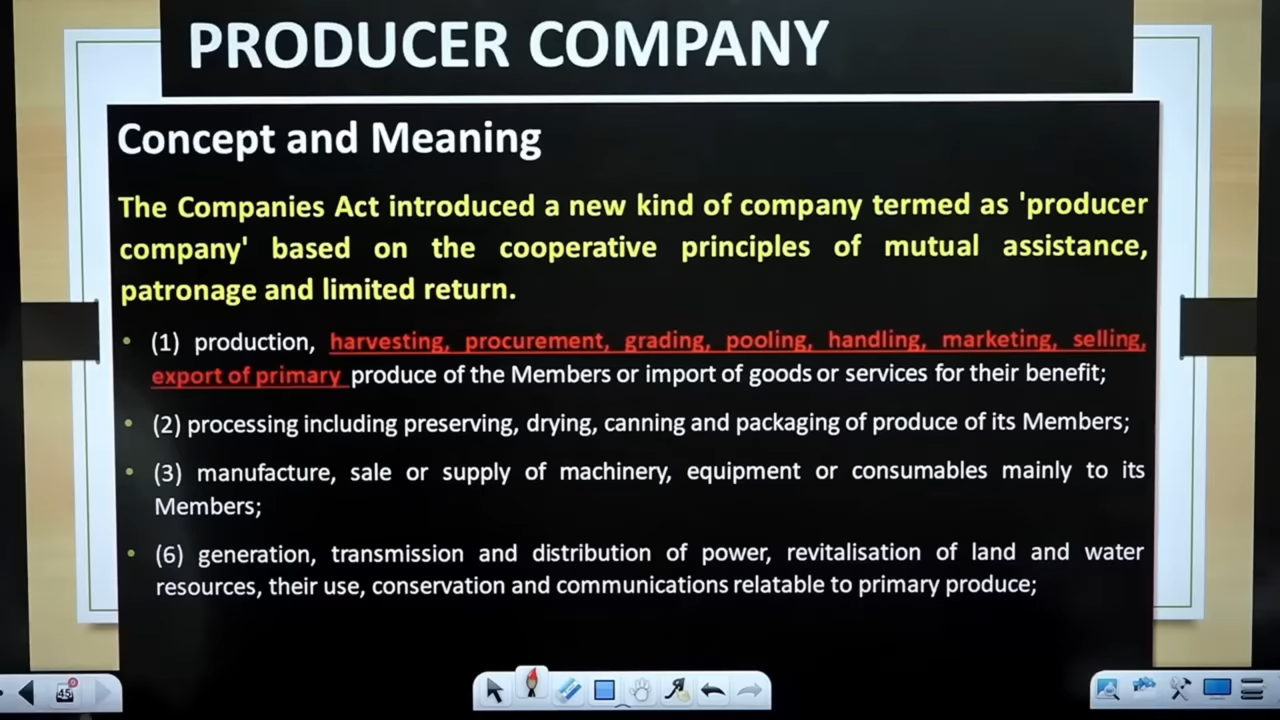 PRODUCER COMPANY
Concept and Meaning
The Companies Act introduced a new kind of company termed as 'producer
company' based on the cooperative principles of mutual assistance,
patronage and limited return.
• (1) production, harvesting, procurement, grading, pooling, handling, marketing, selling,
export of primary produce of the Members or import of goods or services for their benefit;
• (2) processing including preserving, drying, canning and packaging of produce of its Members;
• (3) manufacture, sale or supply of machinery, equipment or consumables mainly to its
Members;
• (6) generation, transmission and distribution of power, revitalisation of land and water
resources, their use, conservation and communications relatable to primary produce;
45